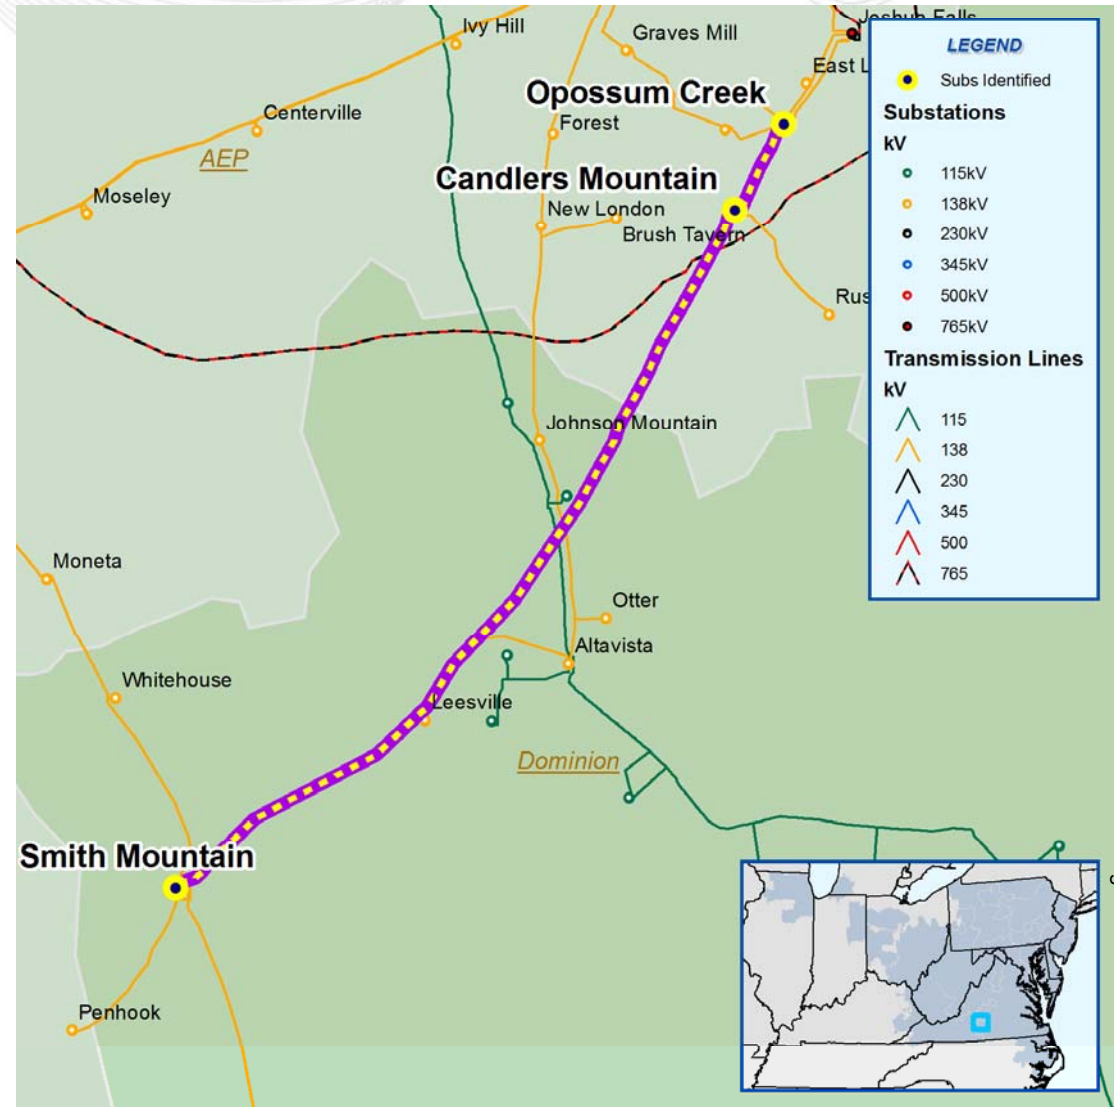 Ivy Hill
Graves Mill
Joshua Falls
East L
Opossum Creek
Centerville
Forest
AEP
Candlers Mountain
Moseley
New London
Brush Tavern
Rus
Johnson Mountain
Moneta
Otter
Altavista
Whitehouse
Leesville
Dominion
Smith Mountain
Penhook
LEGEND
Subs Identified
Substations
kV
115kV
138kV
230kV
345kV
500kV
765kV
Transmission Lines
kV
115
138
230
345
500
765